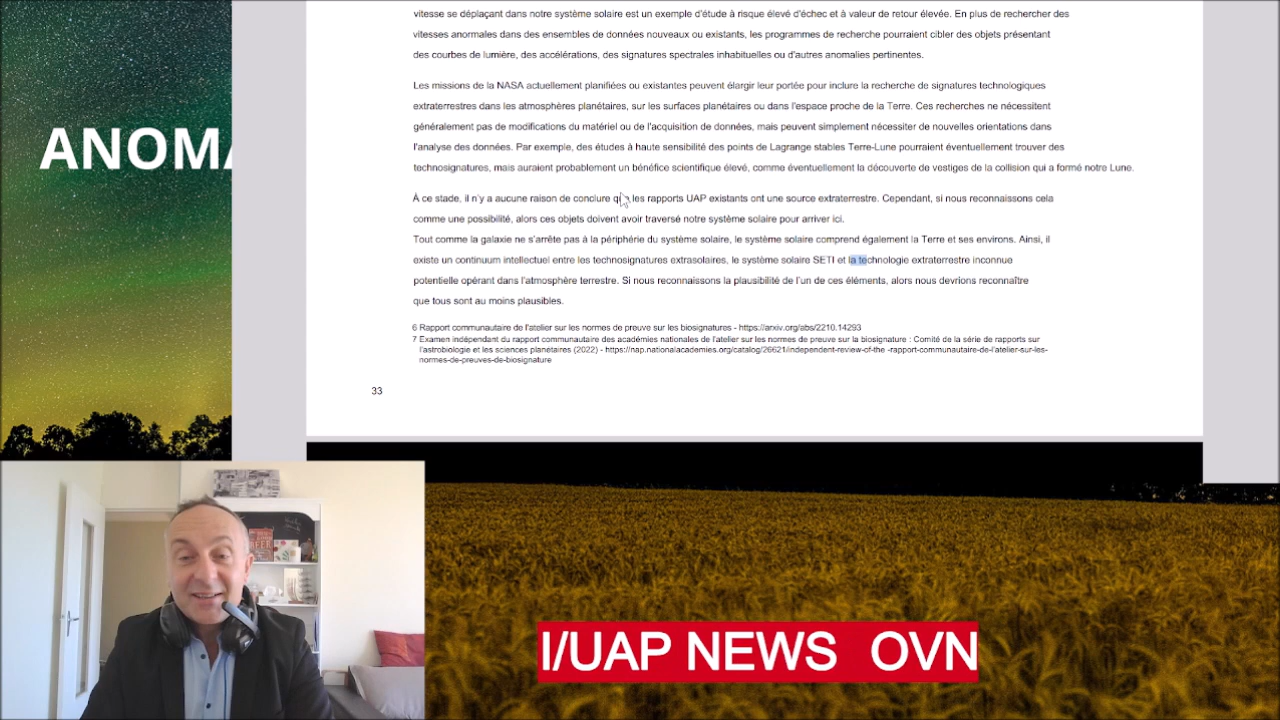 vitesse se déplaçant dans notre système solaire est un exemple d'étude à risque élevé d'échec et à valeur de retour élevée. En plus de rechercher des
vitesses anormales dans des ensembles de données nouveaux ou existants, les programmes de recherche pourraient cibler des objets présentant
des courbes de lumière, des accélérations, des signatures spectrales inhabituelles ou d'autres anomalies pertinentes.
Les missions de la NASA actuellement planifiées ou existantes peuvent élargir leur portée pour inclure la recherche de signatures technologiques
extraterrestres dans les atmosphères planétaires, sur les surfaces planétaires ou dans l'espace proche de la Terre. Ces recherches ne nécessitent
ANOMA
généralement pas de modifications du matériel ou de l'acquisition de données, mais peuvent simplement nécessiter de nouvelles orientations dans
l'analyse des données. Par exemple, des études à haute sensibilité des points de Lagrange stables Terre-Lune pourraient éventuellement trouver des
technosignatures, mais auraient probablement un bénéfice scientifique élevé, comme éventuellement la découverte de vestiges de la collision qui a formé notre Lune.
À ce stade, il n'y a aucune raison de conclure que les rapports UAP existants ont une source extraterrestre. Cependant, si nous reconnaissons cela
comme une possibilité, alors ces objets doivent avoir traversé notre système solaire pour arriver ici.
Tout comme la galaxie ne s'arrête pas à la périphérie du système solaire, le système solaire comprend également la Terre et ses environs. Ainsi, il
existe un continuum intellectuel entre les technosignatures extrasolaires, le système solaire SETI et la technologie extraterrestre inconnue
potentielle opérant dans l'atmosphère terrestre. Si nous reconnaissons la plausibilité de l'un de ces éléments, alors nous devrions reconnaître
que tous sont au moins plausibles.
6 Rapport communautaire de l'atelier sur les normes de preuve sur les biosignatures - https://arxiv.org/abs/2210.14293
7 Examen indépendant du rapport communautaire des académies nationales de l'atelier sur les normes de preuve sur la biosignature : Comité de la série de rapports sur
l'astrobiologie et les sciences planétaires (2022) - https://nap.nationalacademies.org/catalog/26621/independent-review-of-the -rapport-communautaire-de-l'atelier-sur-les-
normes-de-preuves-de-biosignature
33
I/UAP NEWS OVN